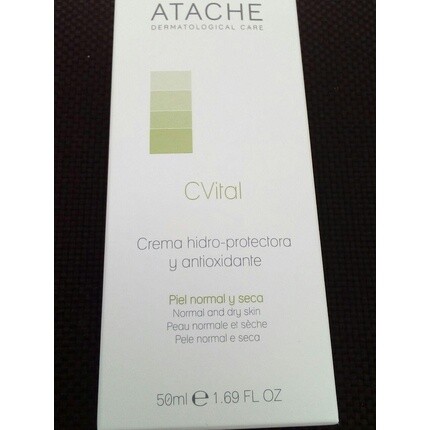 ATACHE
DERMATOLOGICAL CARE
CVital
Crema hidro-protectora
y antioxidante
Piel normal y seca
Normal and dry skin
Peau normale et sèche
Pele normal e seca
50ml ℮ 1.69 FL OZ